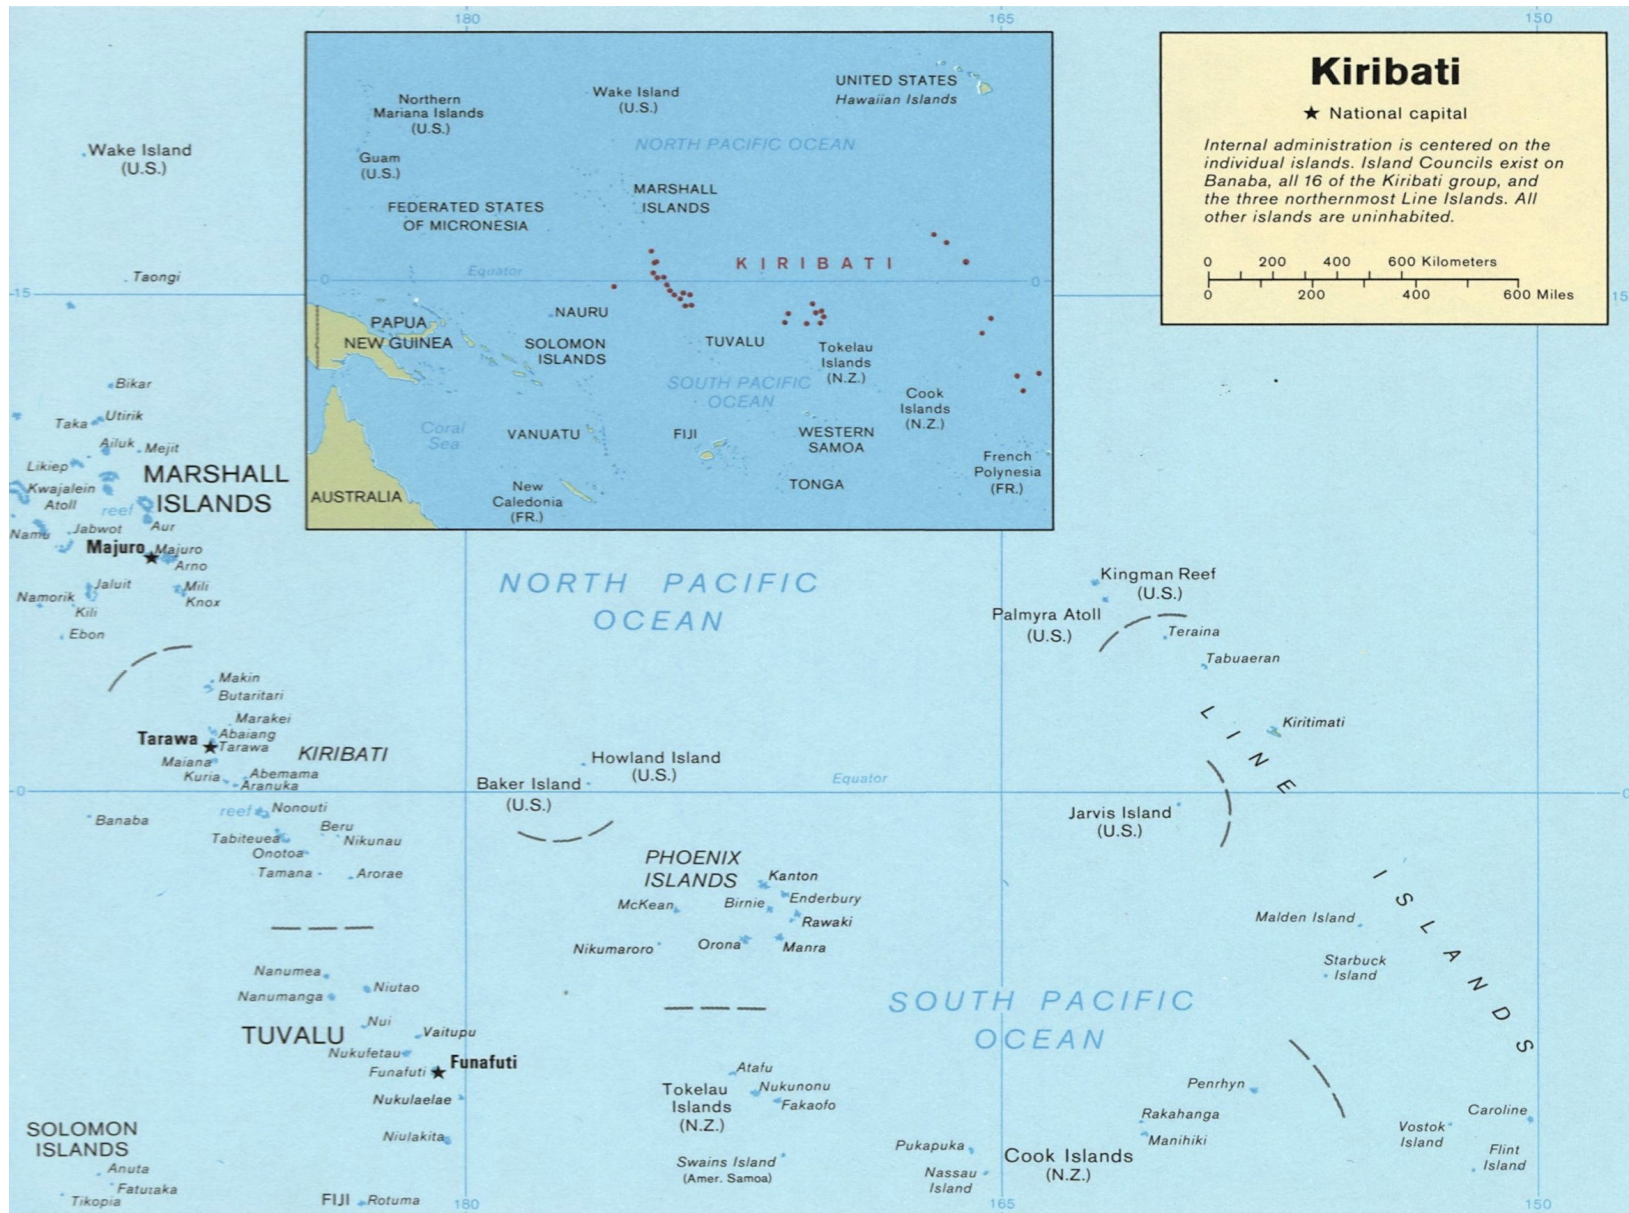 180
165
150
Kiribati
★ National capital
Internal administration is centered on the
individual islands. Island Councils exist on
Banaba, all 16 of the Kiribati group, and
the three northernmost Line Islands. All
other islands are uninhabited.
0 200 400 600 Kilometers
0 200 400 600 Miles
Northern
Mariana Islands
(U.S.)
Wake Island
(U.S.)
UNITED STATES
Hawaiian Islands
NORTH PACIFIC OCEAN
Guam
(U.S.)
MARSHALL
ISLANDS
FEDERATED STATES
OF MICRONESIA
KIRIBATI
0
Equator
0
NAURU
PAPUA
NEW GUINEA
SOLOMON
ISLANDS
TUVALU
Tokelau
Islands
(N.Z.)
SOUTH PACIFIC
OCEAN
Cook
Islands
(N.Z.)
Coral
Sea
VANUATU
FIJI
WESTERN
SAMOA
French
Polynesia
(FR.)
AUSTRALIA
New
Caledonia
(FR.)
TONGA
Wake Island
(U.S.)
Taongi
15
15
Bikar
Utirik
Taka
Ailuk
Mejit
Likiep
MARSHALL
ISLANDS
Kwajalein
Atoll
reef
Aur
Namu
Jabwot
Majuro
Majuro
Arno
Jaluit
Mili
Namorik
Knox
Kili
Ebon
NORTH PACIFIC
OCEAN
Kingman Reef
(U.S.)
Palmyra Atoll
(U.S.)
Teraina
Tabuaeran
Kiritimati
LINE ISLANDS
Makin
Butaritari
Marakei
Abaiang
Tarawa
Tarawa
KIRIBATI
Maiana
Kuria
Abemama
Aranuka
Howland Island
(U.S.)
Baker Island
(U.S.)
Equator
0
0
Jarvis Island
(U.S.)
Banaba
reef
Nonouti
Beru
Tabiteuea
Nikunau
Onotoa
Tamana
Arorae
PHOENIX
ISLANDS
Kanton
Enderbury
McKean
Birnie
Rawaki
Nikumaroro
Orona
Manra
Malden Island
Starbuck
Island
Nanumea
Niutao
Nanumanga
Nui
TUVALU
Vaitupu
Nukufetau
Funafuti
Funafuti
Nukulaelae
Niulakita
SOUTH PACIFIC
OCEAN
Atafu
Tokelau
Islands
(N.Z.)
Nukunonu
Fakaofo
Swains Island
(Amer. Samoa)
Penrhyn
Rakahanga
Manihiki
Pukapuka
Cook Islands
(N.Z.)
Nassau
Island
Caroline
Vostok
Island
Flint
Island
SOLOMON
ISLANDS
Anuta
Fatutaka
Tikopia
FIJI
Rotuma
180
165
150